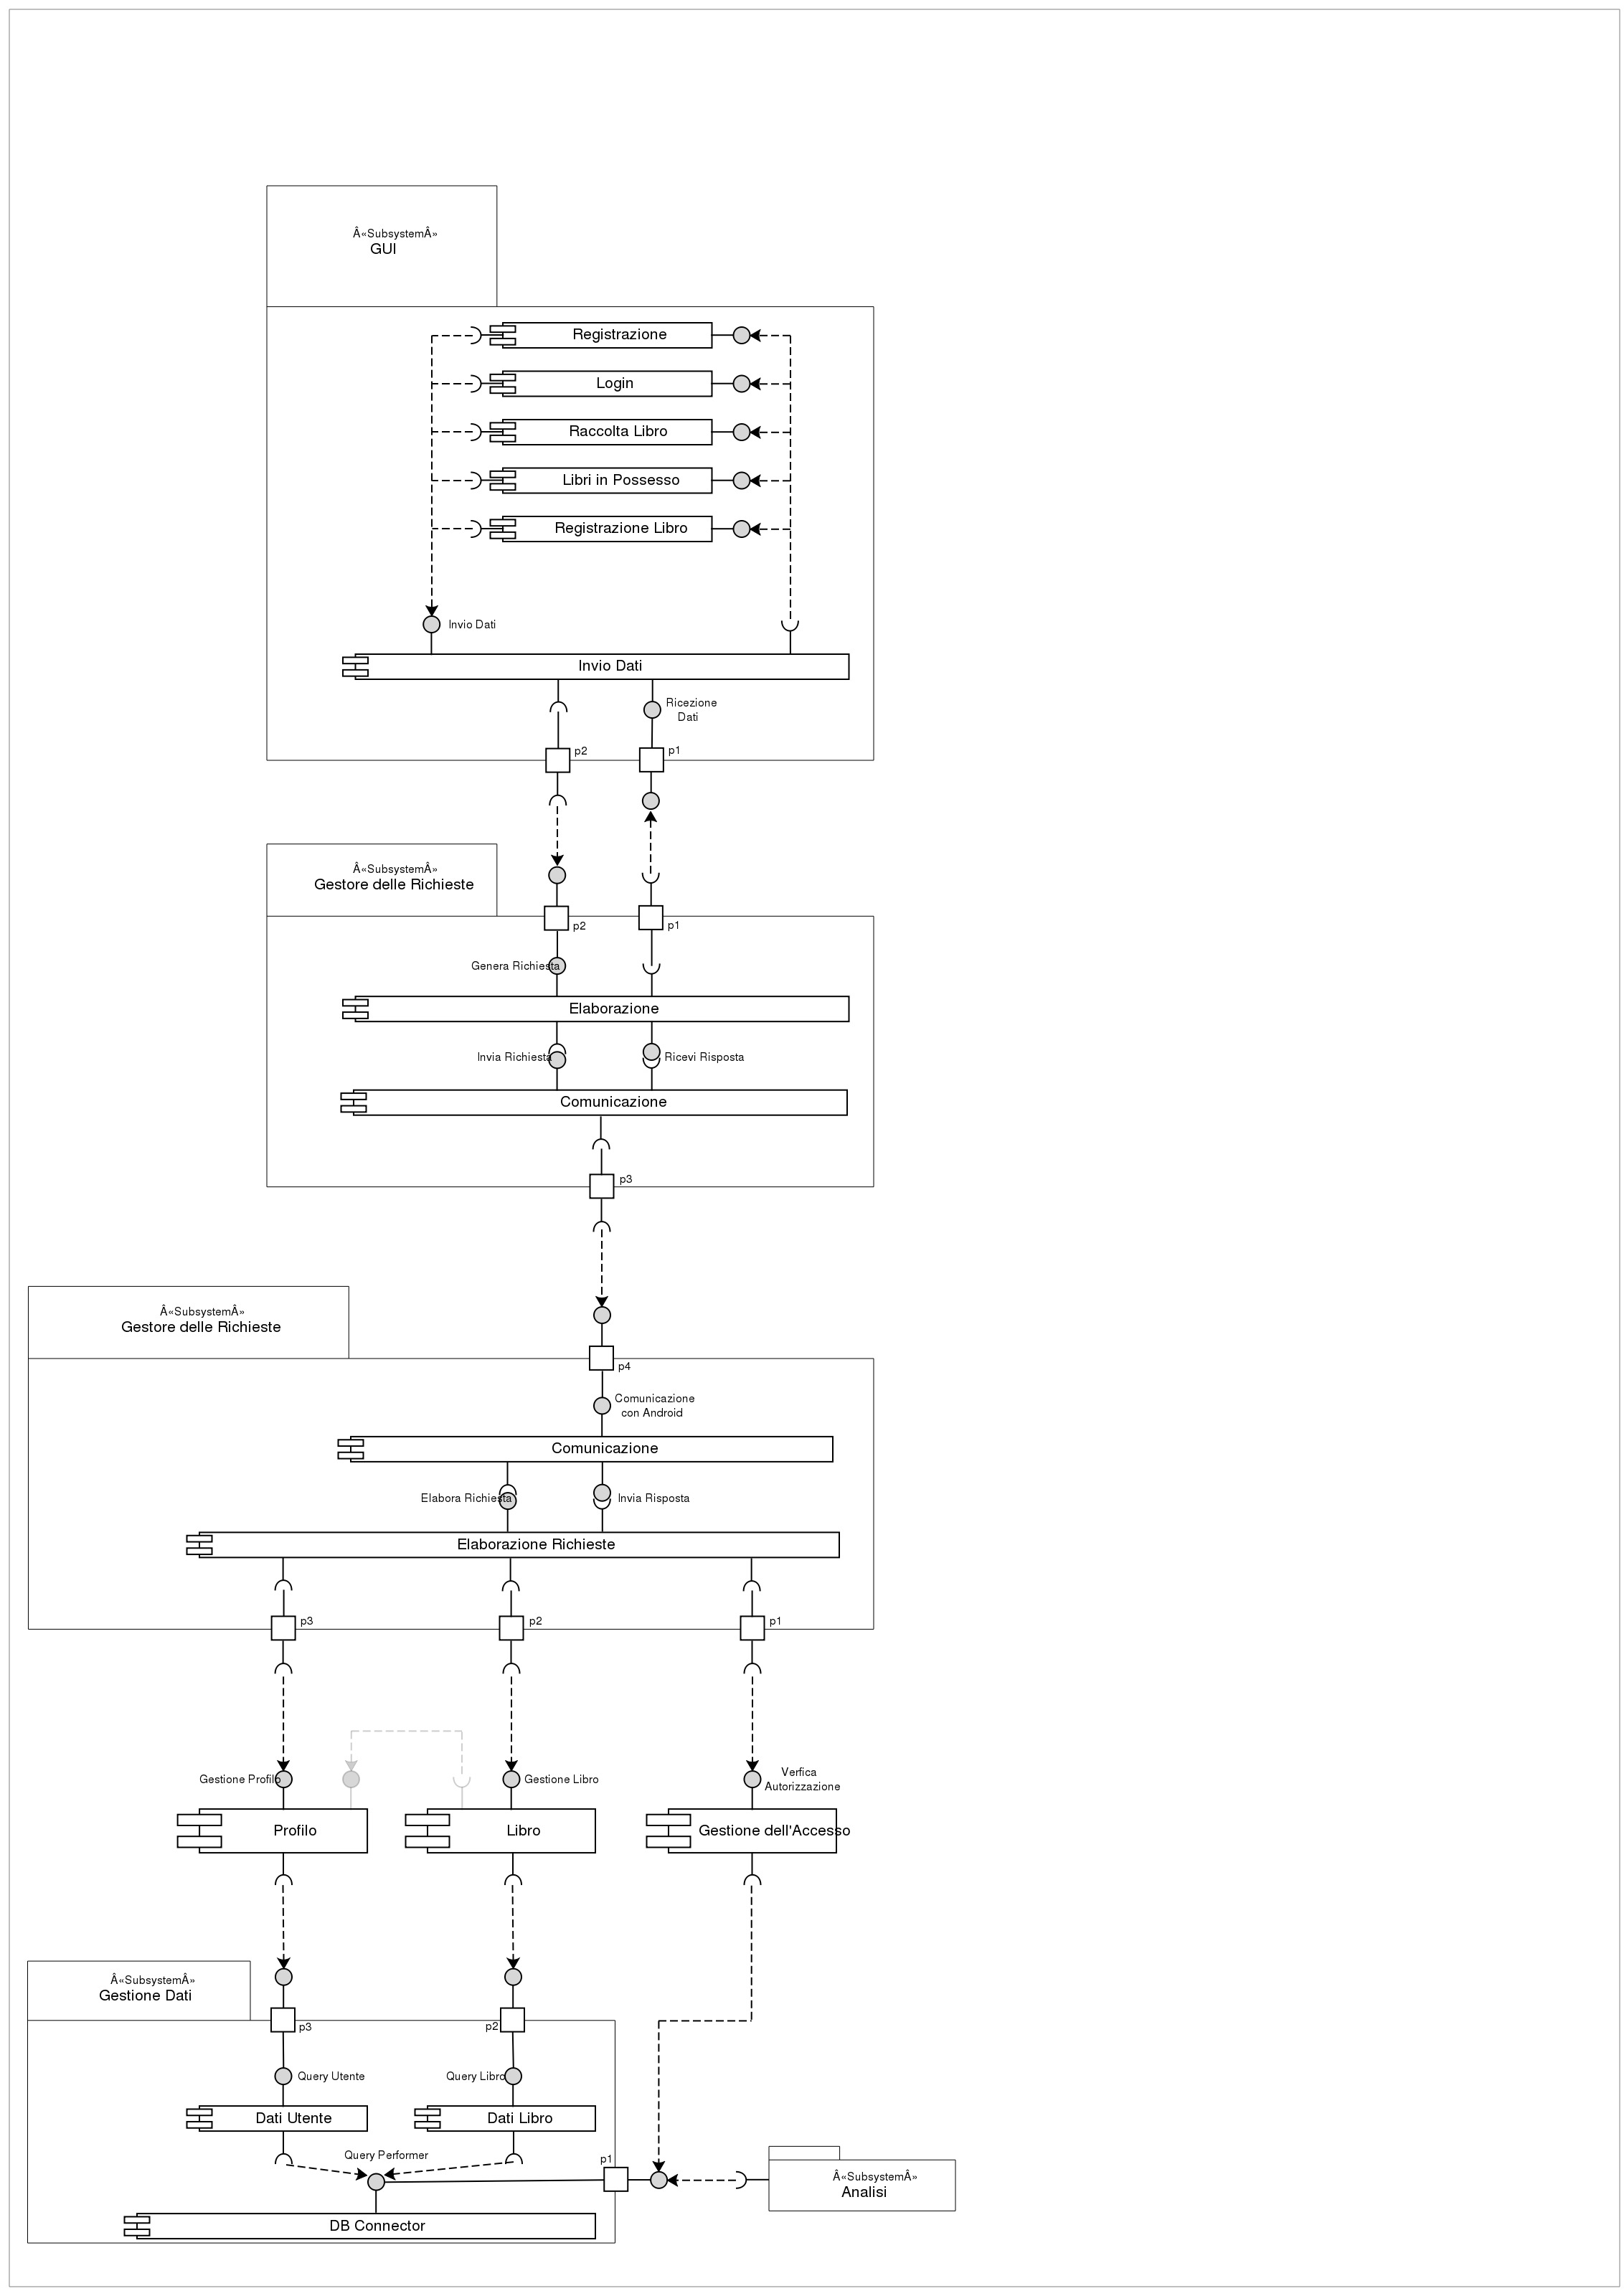 Â«SubsystemÂ»
GUI
Registrazione
Login
Raccolta Libro
Libri in Possesso
Registrazione Libro
Invio Dati
Invio Dati
Ricezione
Dati
p2
p1
Â«SubsystemÂ»
Gestore delle Richieste
p2
p1
Genera Richiesta
Elaborazione
Invia Richiesta
Ricevi Risposta
Comunicazione
p3
Â«SubsystemÂ»
Gestore delle Richieste
p4
Comunicazione
con Android
Comunicazione
Elabora Richiesta
Invia Risposta
Elaborazione Richieste
p3
p2
p1
Gestione Profilo
Gestione Libro
Verfica
Autorizzazione
Profilo
Libro
Gestione dell'Accesso
Â«SubsystemÂ»
Gestione Dati
p3
p2
Query Utente
Query Libro
Dati Utente
Dati Libro
Query Performer
p1
Â«SubsystemÂ»
Analisi
DB Connector